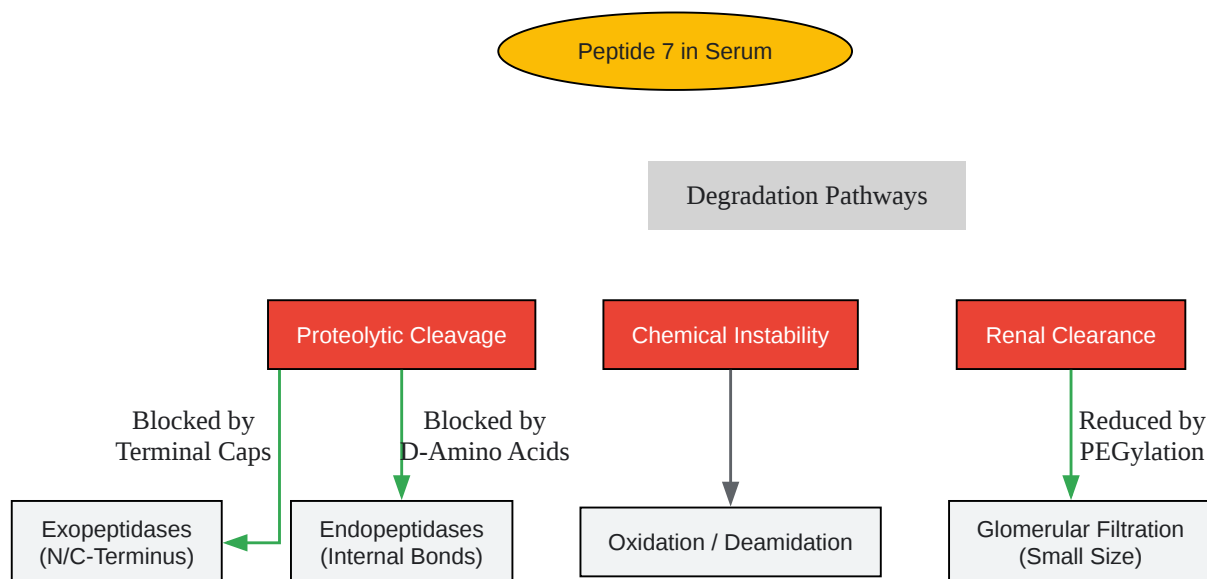 Peptide 7 in Serum
Degradation Pathways
Proteolytic Cleavage
Chemical Instability
Renal Clearance
Blocked by
Terminal Caps
Blocked by
D-Amino Acids
Reduced by
PEGylation
Exopeptidases
(N/C-Terminus)
Endopeptidases
(Internal Bonds)
Oxidation / Deamidation
Glomerular Filtration
(Small Size)